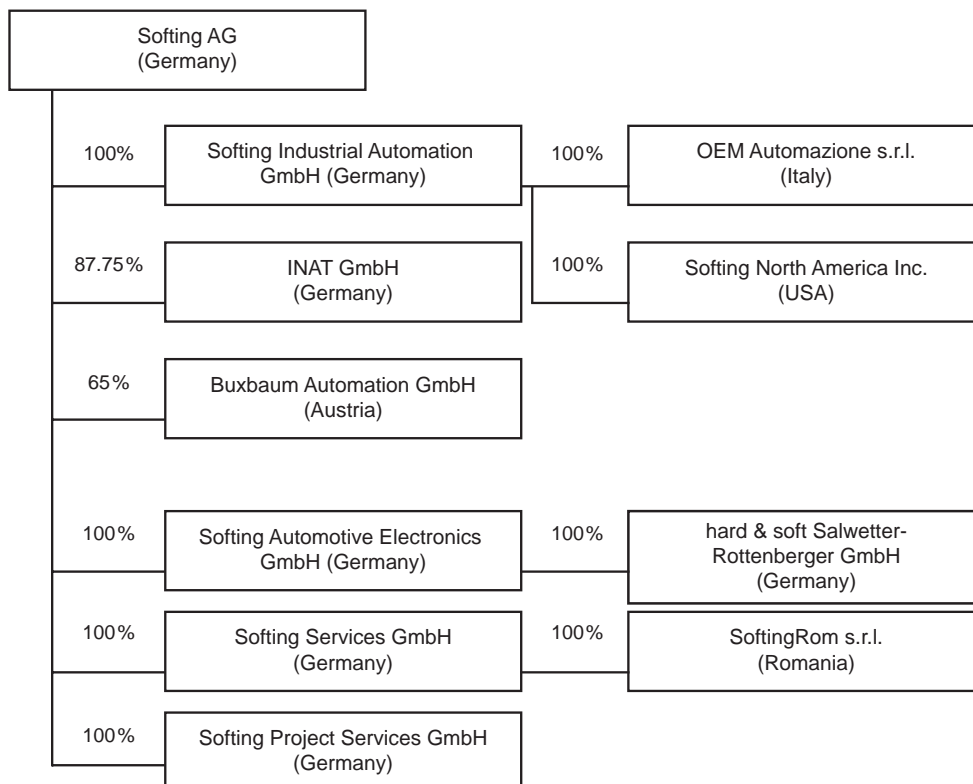 Softing AG
(Germany)
100%
Softing Industrial Automation
GmbH (Germany)
100%
OEM Automazione s.r.l.
(Italy)
87.75%
INAT GmbH
(Germany)
100%
Softing North America Inc.
(USA)
65%
Buxbaum Automation GmbH
(Austria)
100%
Softing Automotive Electronics
GmbH (Germany)
100%
hard & soft Salwetter-
Rottenberger GmbH
(Germany)
100%
Softing Services GmbH
(Germany)
100%
SoftingRom s.r.l.
(Romania)
100%
Softing Project Services GmbH
(Germany)